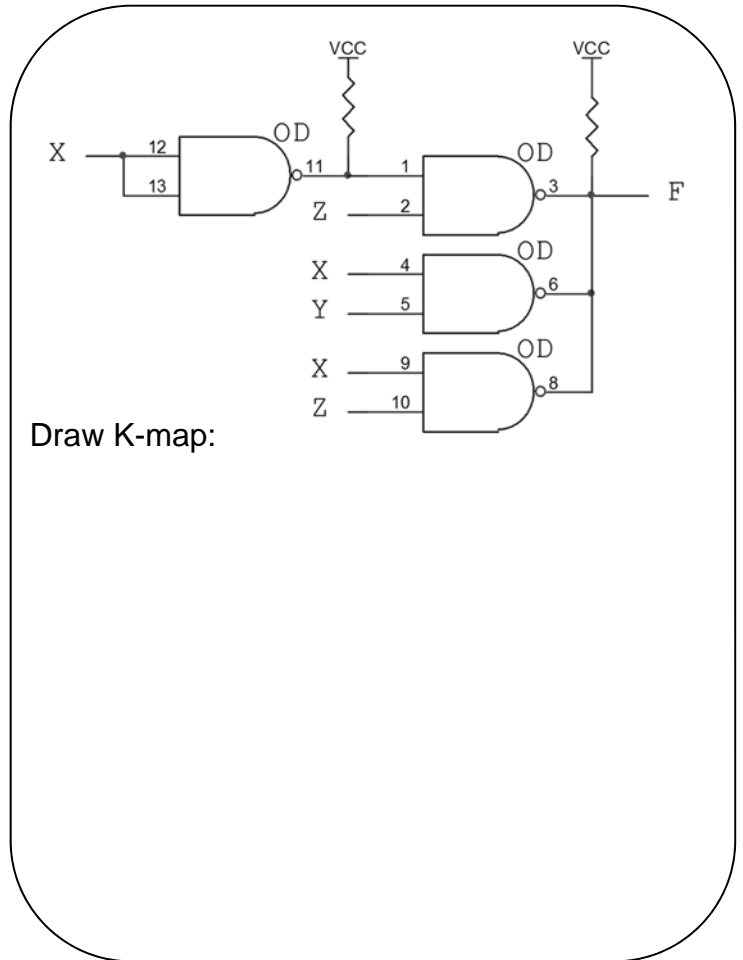 VCC VCC
OD
X 12 11 1 OD
13 3 F
Z 2
OD
X 4
6
Y 5
OD
X 9
8
Z 10
Draw K-map: